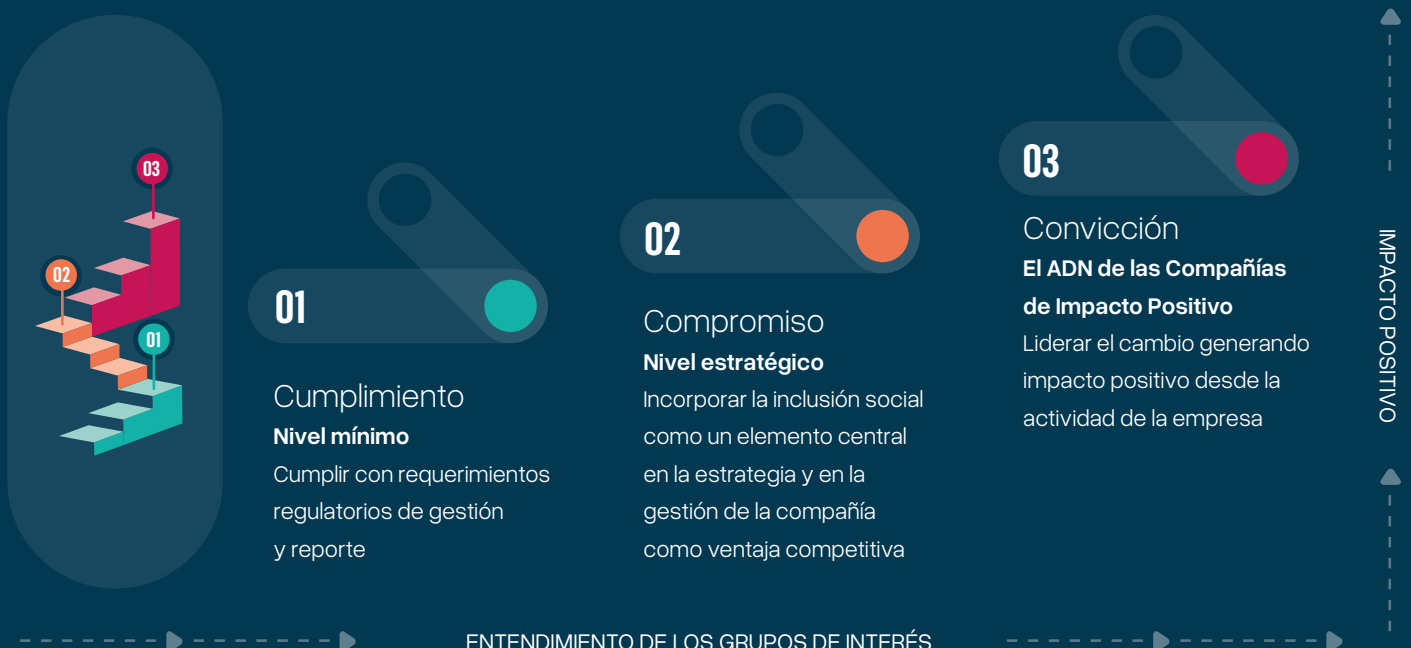 03
02
01
01
Cumplimiento
Nivel mínimo
Cumplir con requerimientos
regulatorios de gestión
y reporte
02
Compromiso
Nivel estratégico
Incorporar la inclusión social
como un elemento central
en la estrategia y en la
gestión de la compañía
como ventaja competitiva
03
Convicción
El ADN de las Compañías
de Impacto Positivo
Liderar el cambio generando
impacto positivo desde la
actividad de la empresa
IMPACTO POSITIVO
ENTENDIMIENTO DE LOS GRUPOS DE INTERÉS